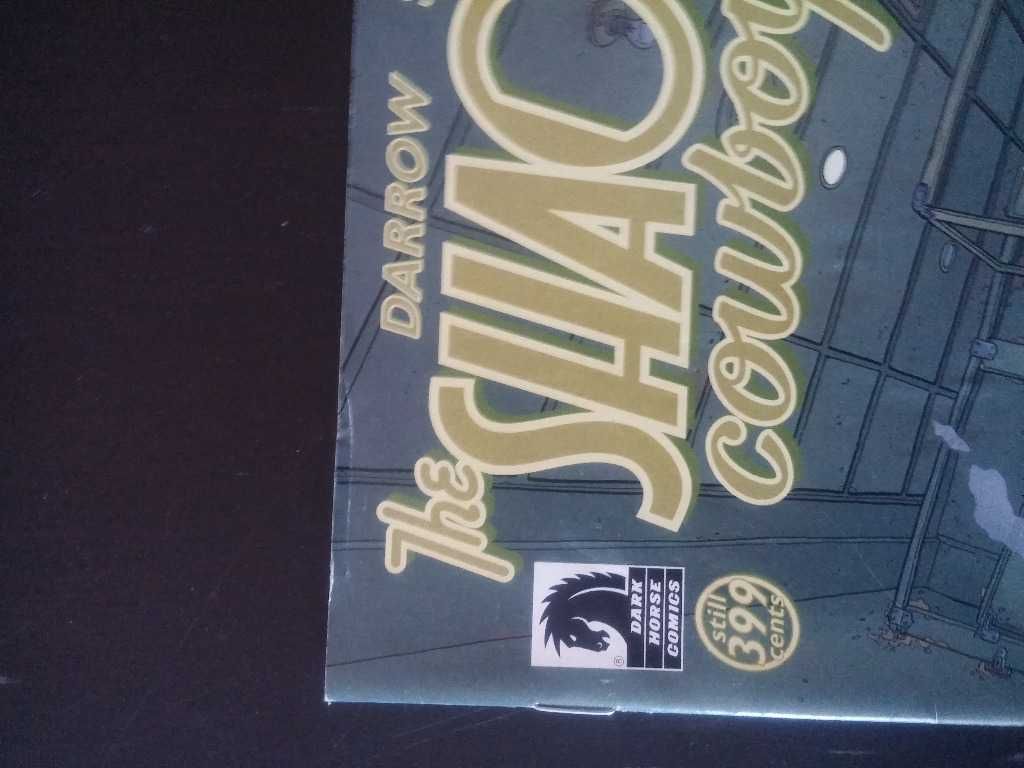 DARROW
The
SHAO
cowboy
DARK
HORSE
COMICS
®
still
399
cents